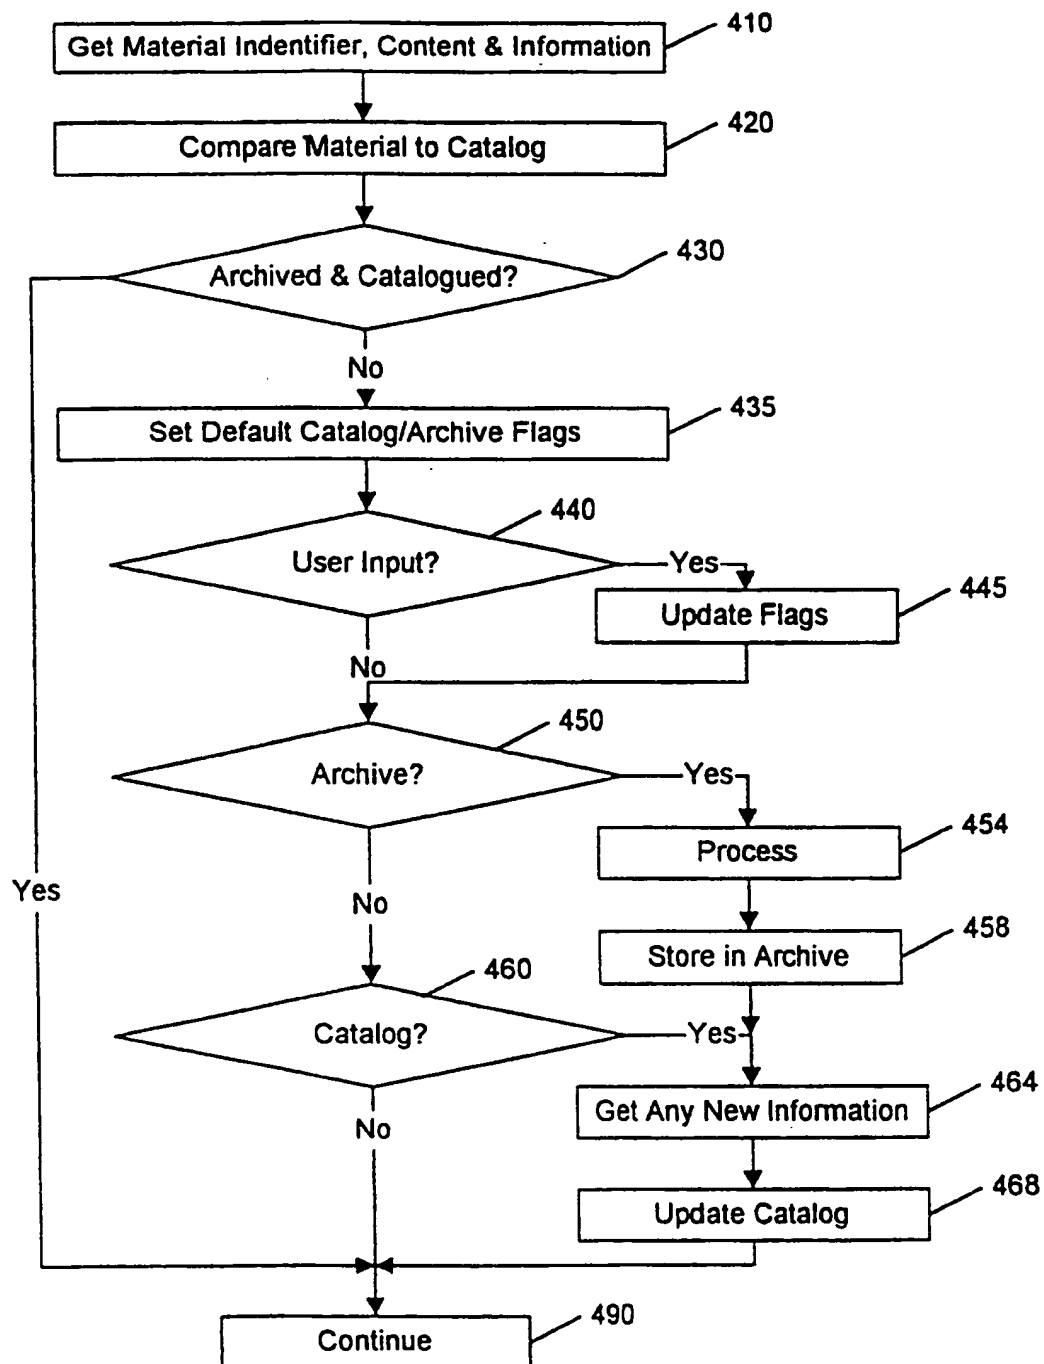 410
Get Material Indentifier, Content & Information
420
Compare Material to Catalog
430
Archived & Catalogued?
No
435
Set Default Catalog/Archive Flags
440
User Input?
Yes
445
Update Flags
No
450
Archive?
Yes
454
Process
Yes
No
458
Store in Archive
460
Catalog?
Yes
464
Get Any New Information
No
468
Update Catalog
490
Continue